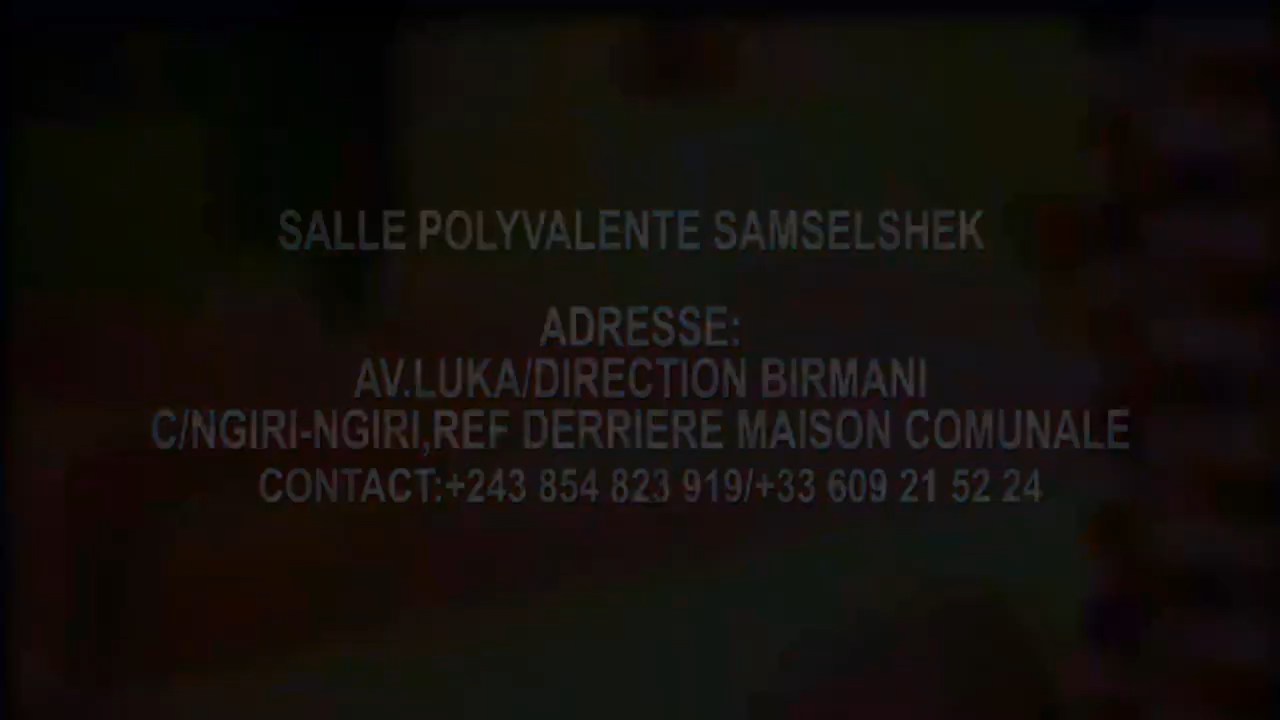 SALLE POLYVALENTE SAMSELSHEK
ADRESSE:
AV.LUKA/DIRECTION BIRMANI
C/NGIRI-NGIRI,REF DERRIERE MAISON COMUNALE
CONTACT:+243 854 823 919/+33 609 21 52 24